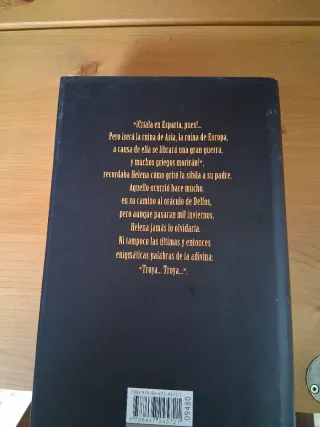 «¡Críala en Esparta, pues!...
Pero ¡será la ruina de Asia, la ruina de Europa,
a causa de ella se librará una gran guerra,
y muchos griegos morirán!»,
recordaba Helena cómo gritó la sibila a su padre.
Aquello ocurrió hace mucho,
en su camino al oráculo de Delfos,
pero aunque pasaran mil inviernos,
Helena jamás lo olvidaría.
Ni tampoco las últimas y entonces
enigmáticas palabras de la adivina:
«Troya... Troya...».
09480